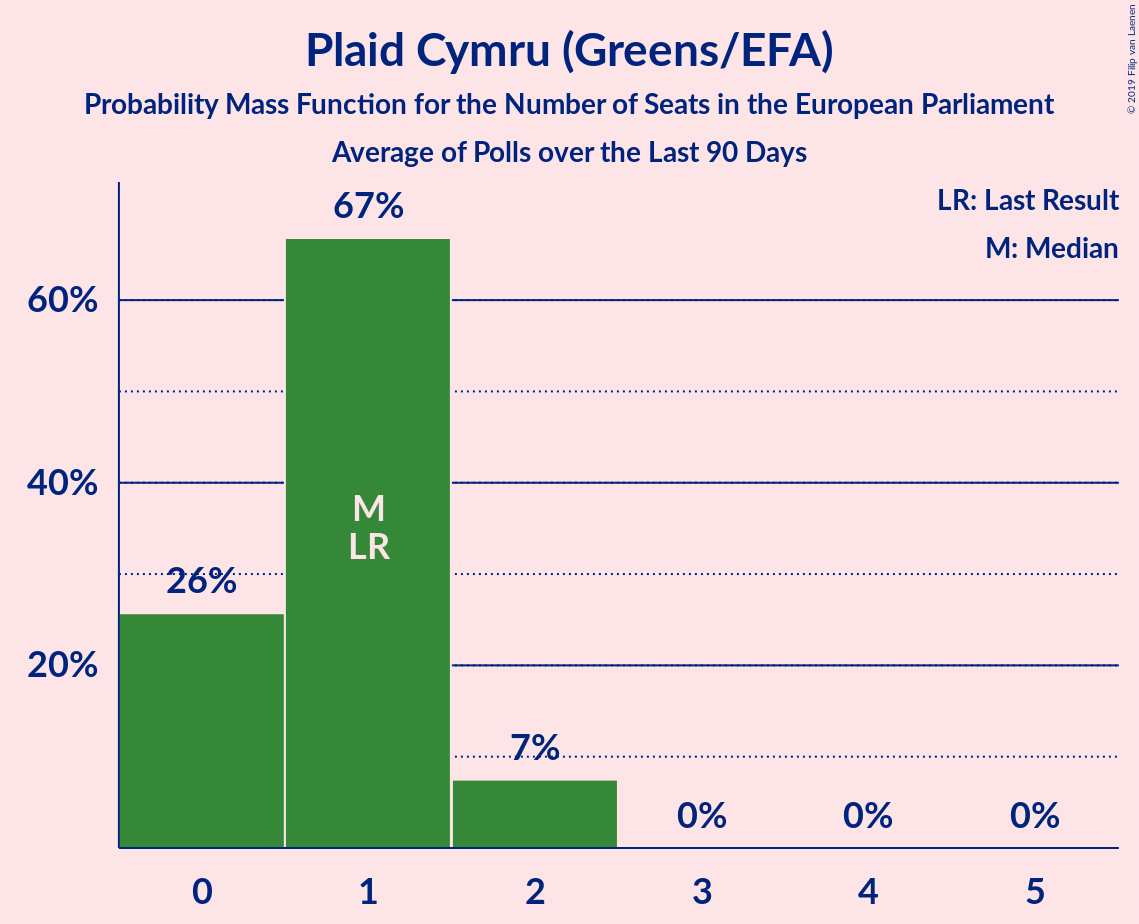 Plaid Cymru (Greens/EFA)
Probability Mass Function for the Number of Seats in the European Parliament
Average of Polls over the Last 90 Days
© 2019 Filip van Laenen
LR: Last Result
M: Median
67%
60%
40%
M
LR
26%
20%
7%
0% 0% 0%
0 1 2 3 4 5